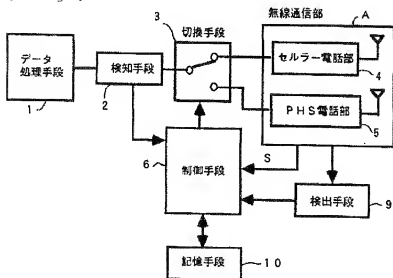 無線通信部
A
3
切換手段
データ
処理手段
1
検知手段
2
セルラー電話部
4
PHS電話部
5
制御手段
6
S
検出手段
9
記憶手段
10